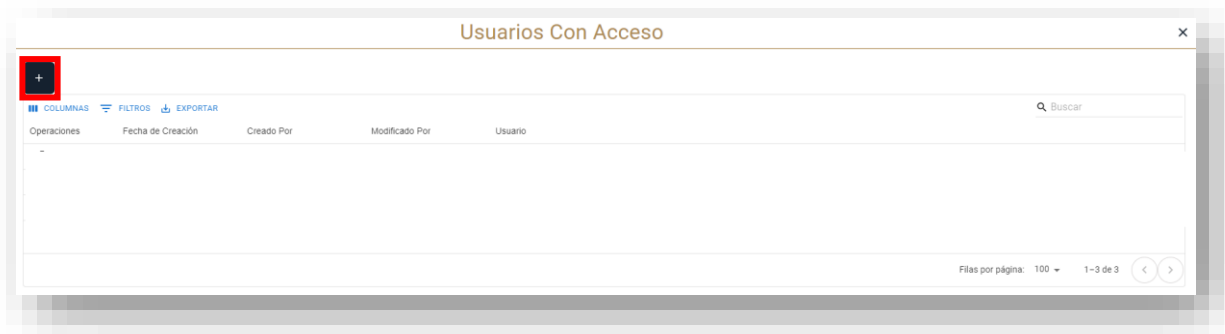 Usuarios Con Acceso ×
+
COLUMNAS FILTROS EXPORTAR Buscar
Operaciones Fecha de Creación Creado Por Modificado Por Usuario
Filas por página: 100 1–3 de 3